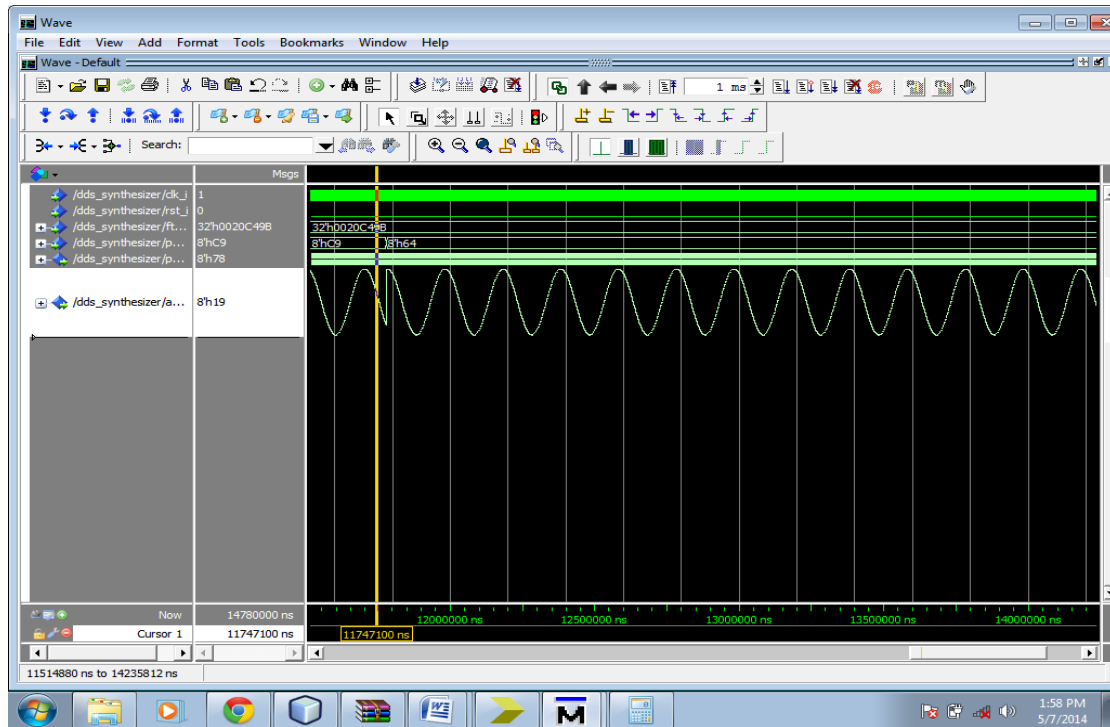 Wave
File Edit View Add Format Tools Bookmarks Window Help
Wave - Default
1 ms
Search:
Msgs
/dds_synthesizer/clk_i 1
/dds_synthesizer/rst_i 0
/dds_synthesizer/ft... 32'h0020C49B 32'h0020C49B
/dds_synthesizer/p... 8'hC9 8'hC9 8'h64
/dds_synthesizer/p... 8'h78
/dds_synthesizer/a... 8'h19
Now 14780000 ns
12000000 ns 12500000 ns 13000000 ns 13500000 ns 14000000 ns
Cursor 1 11747100 ns 11747100 ns
11514880 ns to 14235812 ns
1:58 PM
5/7/2014